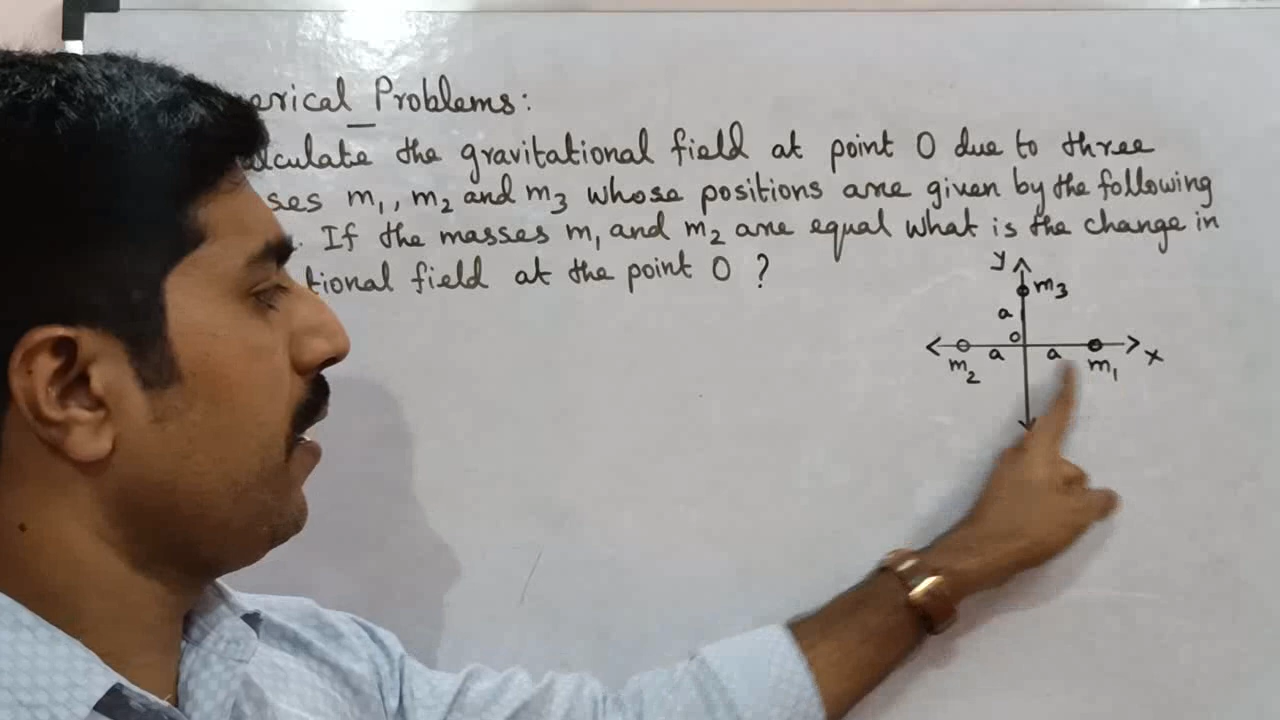 erical Problems:
lculate the gravitational field at point O due to three
ses m1, m2 and m3 whose positions are given by the following
. If the masses m1 and m2 are equal what is the change in
tional field at the point O ?
y
m3
a
O
a
a
x
m2
m1